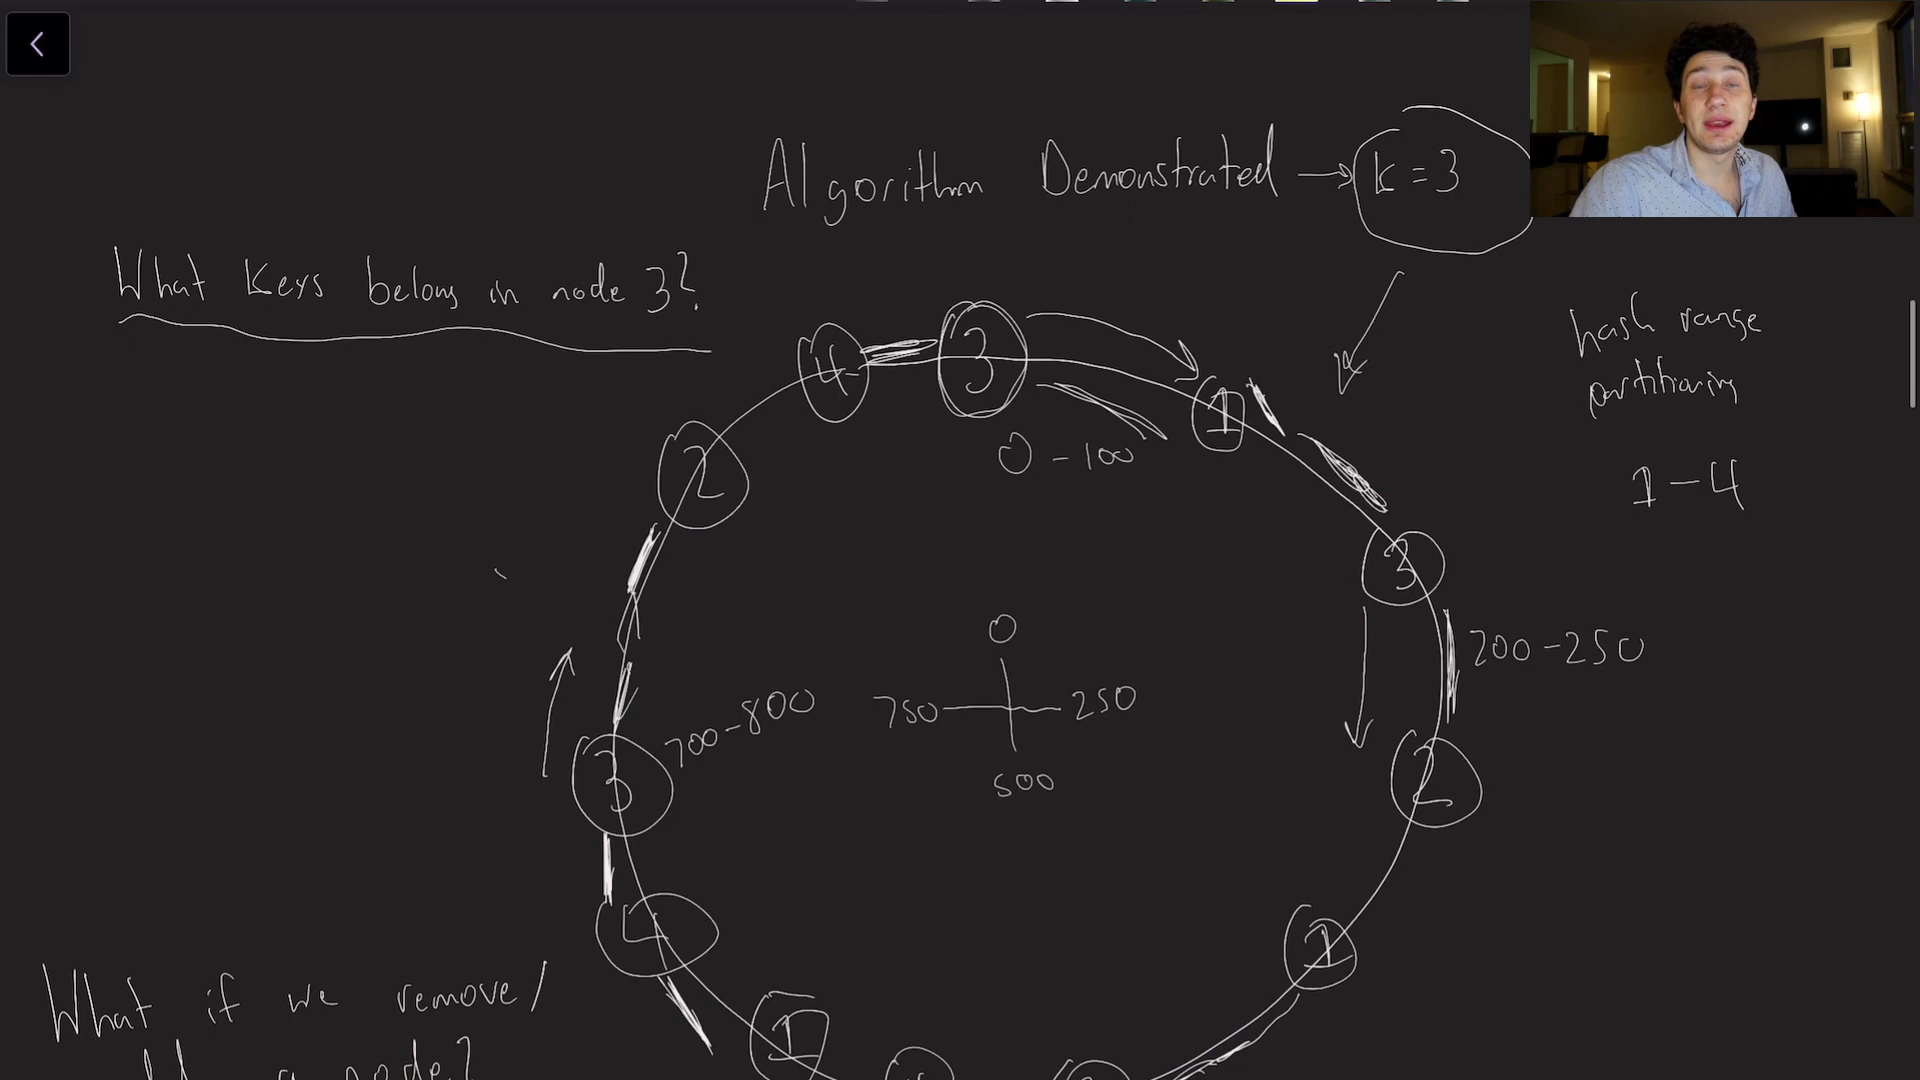 Algorithm Demonstrated → k = 3
What Keys belong in node 3?
hash range
partitioning
1 - 4
4
3
1
0 - 100
2
3
200 - 250
0
750
250
500
700 - 800
3
2
4
1
1
What if we remove/
a node?